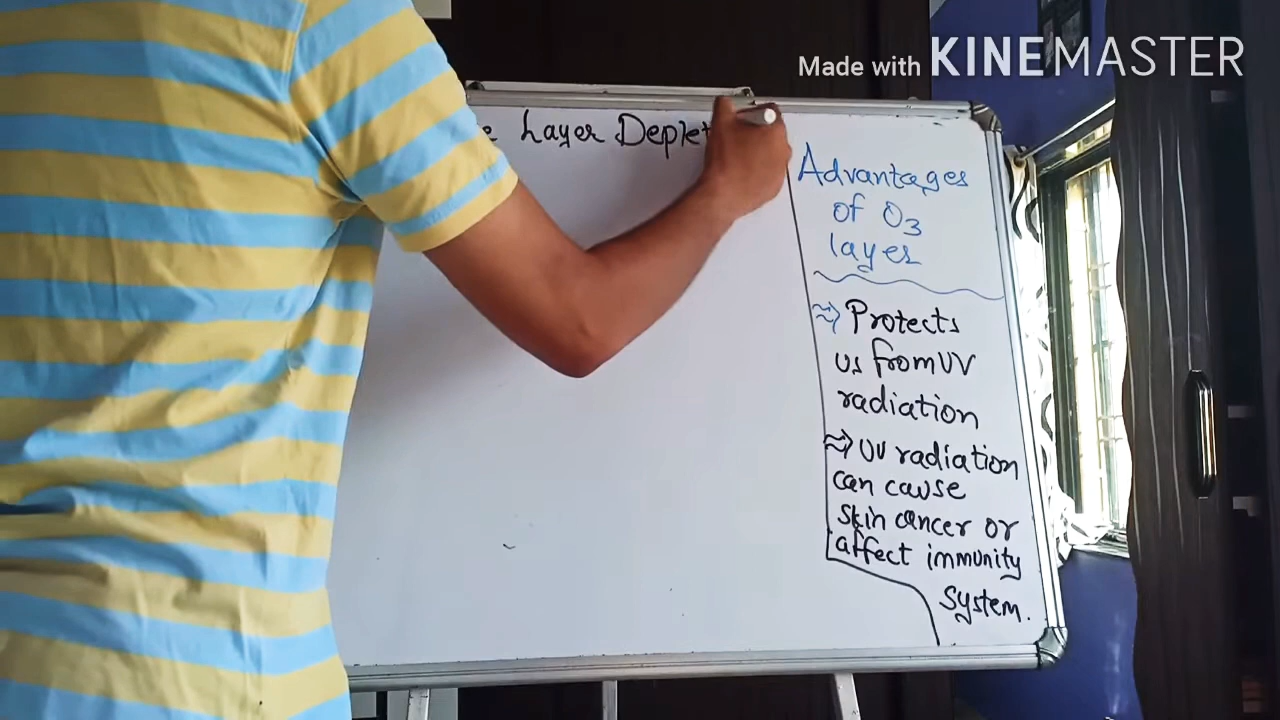 Made with KINEMASTER
e Layer Deplet
Advantages
of O3
layer
⇒ Protects
us from UV
radiation
⇒ UV radiation
can cause
skin cancer or
affect immunity
system.